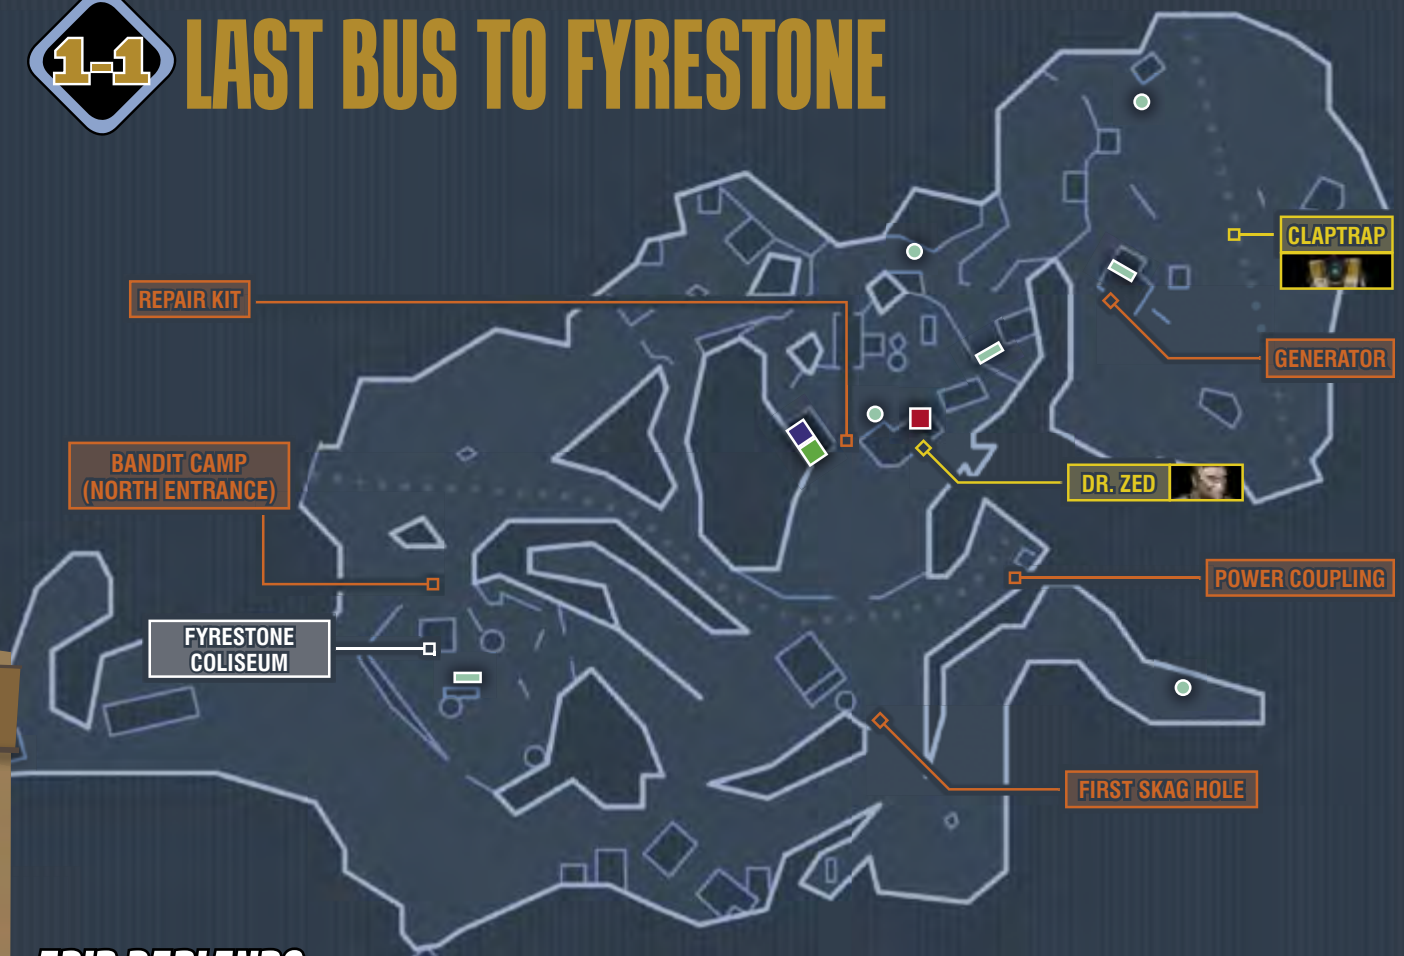 1-1
LAST BUS TO FYRESTONE
CLAPTRAP
REPAIR KIT
GENERATOR
BANDIT CAMP
(NORTH ENTRANCE)
DR. ZED
POWER COUPLING
FYRESTONE
COLISEUM
FIRST SKAG HOLE